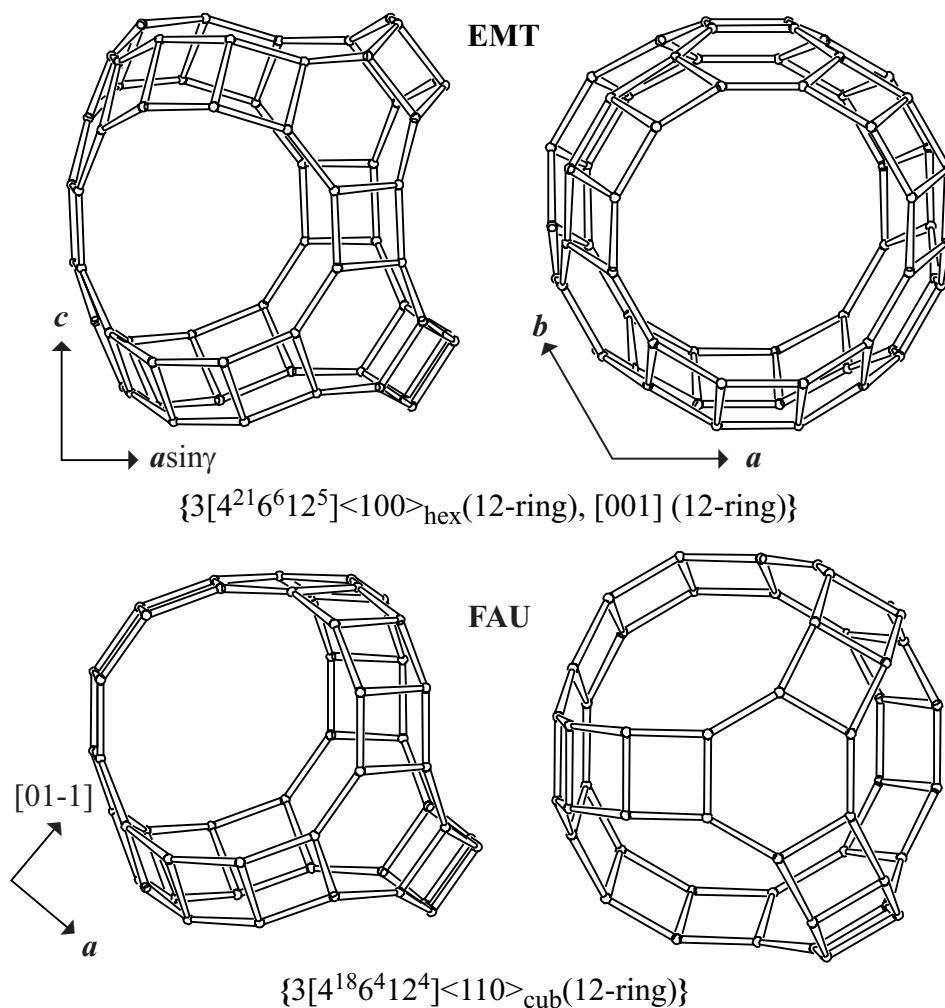 EMT
c
asinγ
b
a
{3[4²¹6⁶12⁵]<100>hex(12-ring), [001] (12-ring)}
FAU
[01-1]
a
{3[4¹⁸6⁴12⁴]<110>cub(12-ring)}